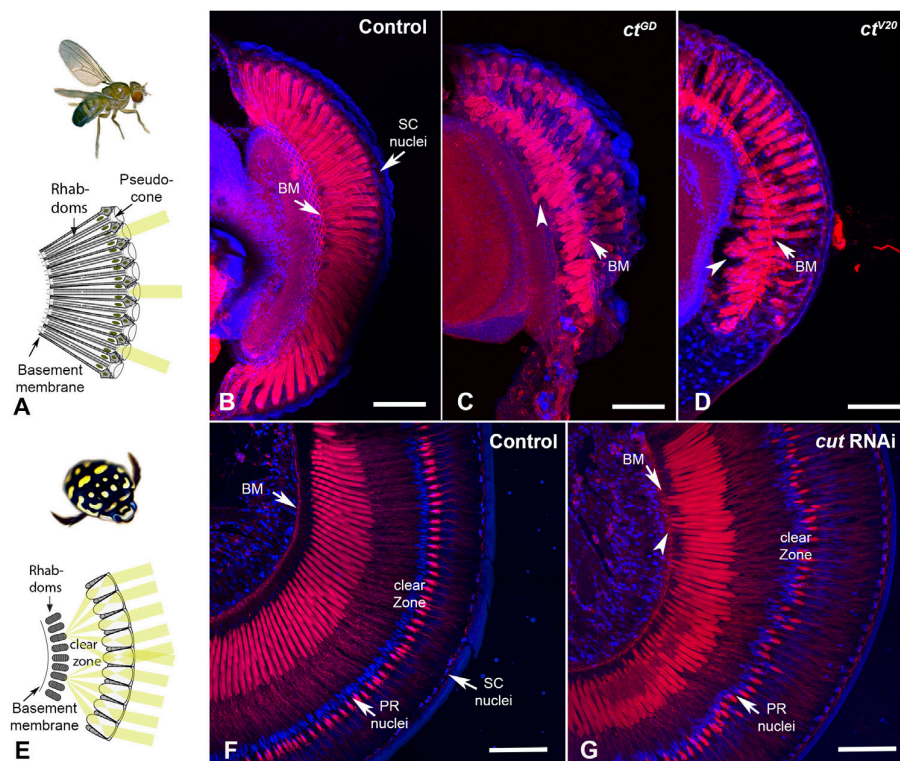 Rhab-
doms
Pseudo-
cone
Basement
membrane
A
Control
SC
nuclei
BM
B
ct^GD
BM
C
ct^V20
BM
D
Rhab-
doms
clear
zone
Basement
membrane
E
Control
BM
clear
Zone
PR
nuclei
SC
nuclei
F
cut RNAi
BM
clear
Zone
PR
nuclei
G